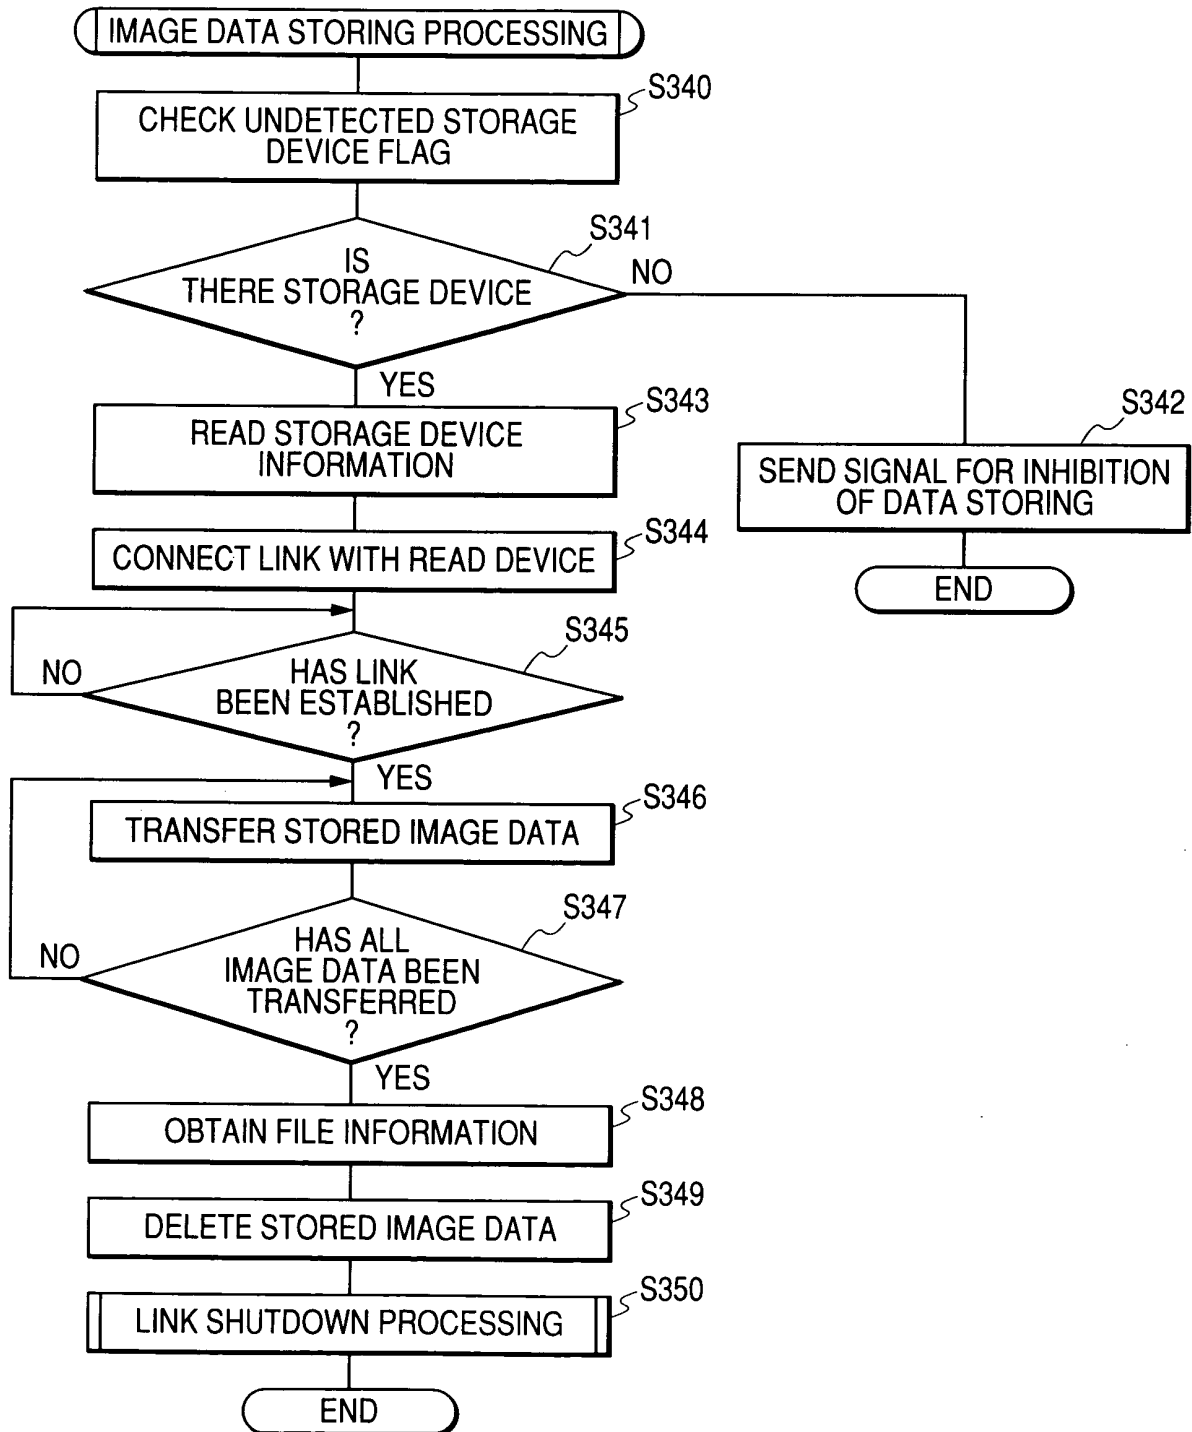 IMAGE DATA STORING PROCESSING
S340
CHECK UNDETECTED STORAGE
DEVICE FLAG
S341
IS
THERE STORAGE DEVICE
?
NO
YES
S343
READ STORAGE DEVICE
INFORMATION
S342
SEND SIGNAL FOR INHIBITION
OF DATA STORING
END
S344
CONNECT LINK WITH READ DEVICE
S345
HAS LINK
BEEN ESTABLISHED
?
NO
YES
S346
TRANSFER STORED IMAGE DATA
S347
HAS ALL
IMAGE DATA BEEN
TRANSFERRED
?
NO
YES
S348
OBTAIN FILE INFORMATION
S349
DELETE STORED IMAGE DATA
S350
LINK SHUTDOWN PROCESSING
END